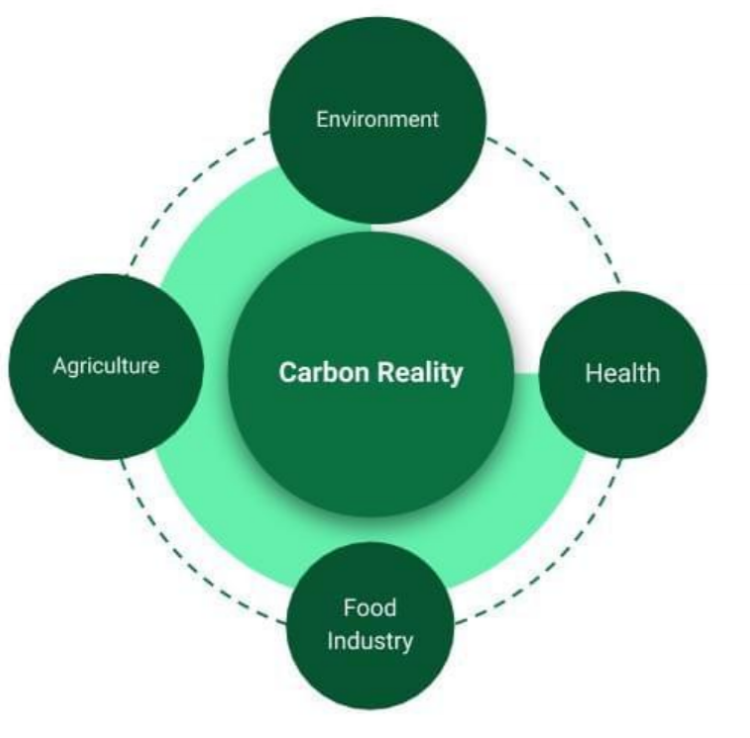 Environment
Agriculture
Carbon Reality
Health
Food
Industry